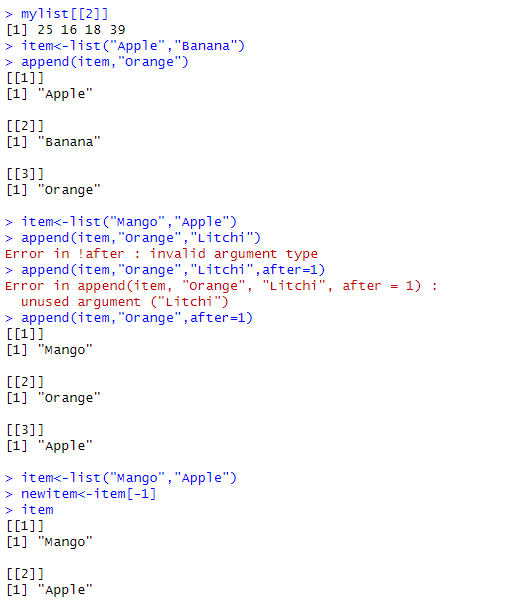 > mylist[[2]]
[1] 25 16 18 39
> item<-list("Apple","Banana")
> append(item,"Orange")
[[1]]
[1] "Apple"

[[2]]
[1] "Banana"

[[3]]
[1] "Orange"

> item<-list("Mango","Apple")
> append(item,"Orange","Litchi")
Error in !after : invalid argument type
> append(item,"Orange","Litchi",after=1)
Error in append(item, "Orange", "Litchi", after = 1) :
  unused argument ("Litchi")
> append(item,"Orange",after=1)
[[1]]
[1] "Mango"

[[2]]
[1] "Orange"

[[3]]
[1] "Apple"

> item<-list("Mango","Apple")
> newitem<-item[-1]
> item
[[1]]
[1] "Mango"

[[2]]
[1] "Apple"